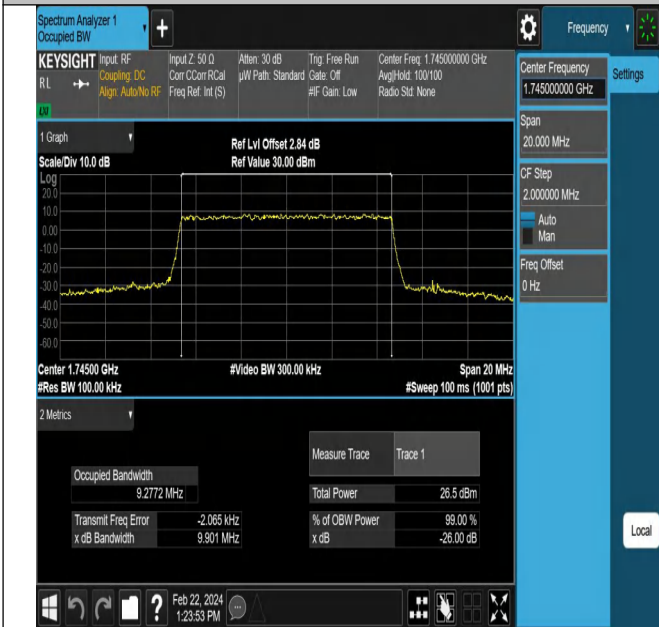 Spectrum Analyzer 1
Occupied BW
Frequency
KEYSIGHT
RL
LXI
Input: RF
Coupling: DC
Align: Auto/No RF
Input Z: 50 Ω
Corr CCorr RCal
Freq Ref: Int (S)
Atten: 30 dB
µW Path: Standard
Trig: Free Run
Gate: Off
#IF Gain: Low
Center Freq: 1.745000000 GHz
Avg|Hold: 100/100
Radio Std: None
Center Frequency
1.745000000 GHz
Settings
Span
20.000 MHz
CF Step
2.000000 MHz
Auto
Man
Freq Offset
0 Hz
1 Graph
Scale/Div 10.0 dB
Ref Lvl Offset 2.84 dB
Ref Value 30.00 dBm
Log
20.0
10.0
0.00
-10.0
-20.0
-30.0
-40.0
-50.0
-60.0
Center 1.74500 GHz
#Video BW 300.00 kHz
Span 20 MHz
#Res BW 100.00 kHz
#Sweep 100 ms (1001 pts)
2 Metrics
Measure Trace
Trace 1
Occupied Bandwidth
9.2772 MHz
Total Power
26.5 dBm
Transmit Freq Error
-2.065 kHz
% of OBW Power
99.00 %
x dB Bandwidth
9.901 MHz
x dB
-26.00 dB
Local
?
Feb 22, 2024
1:23:53 PM